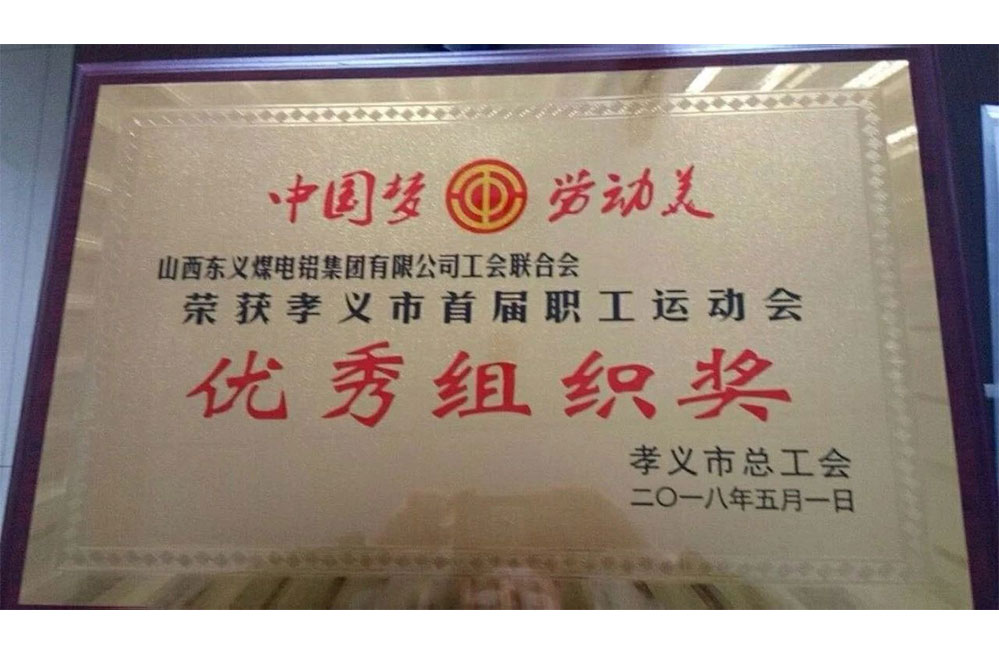 中国梦 劳动美
山西东义煤电铝集团有限公司工会联合会
荣获孝义市首届职工运动会
优秀组织奖
孝义市总工会
二〇一八年五月一日